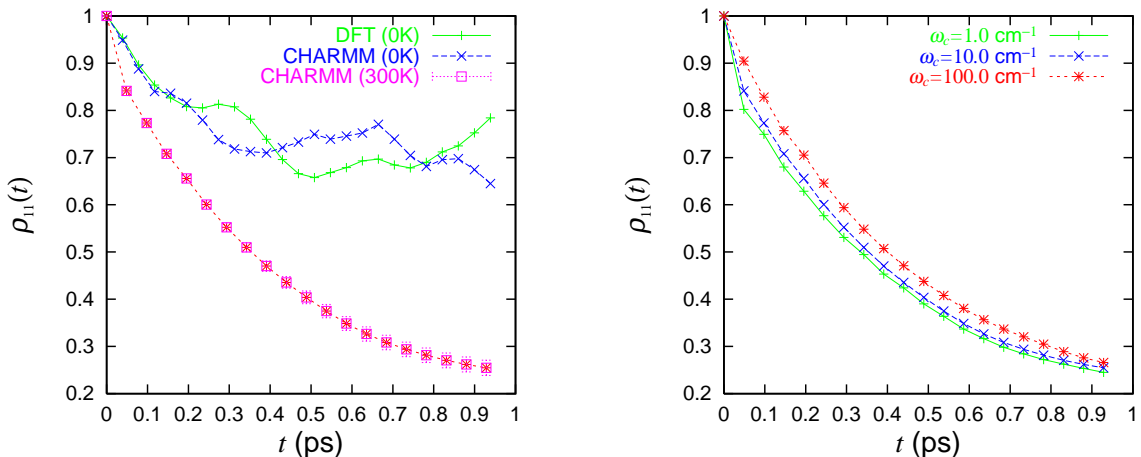 DFT (0K)
CHARMM (0K)
CHARMM (300K)
1
0.9
0.8
0.7
0.6
0.5
0.4
0.3
0.2
ρ₁₁(t)
0 0.1 0.2 0.3 0.4 0.5 0.6 0.7 0.8 0.9 1
t (ps)
ω_c=1.0 cm⁻¹
ω_c=10.0 cm⁻¹
ω_c=100.0 cm⁻¹
1
0.9
0.8
0.7
0.6
0.5
0.4
0.3
0.2
ρ₁₁(t)
0 0.1 0.2 0.3 0.4 0.5 0.6 0.7 0.8 0.9 1
t (ps)